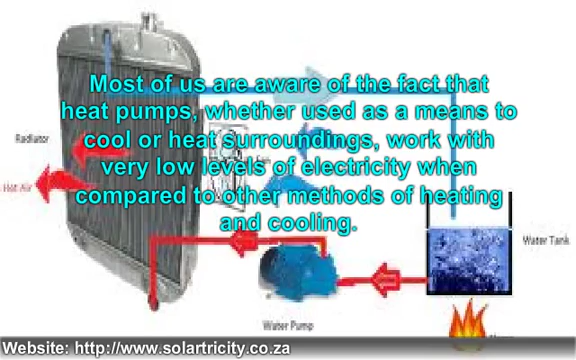 Most of us are aware of the fact that
heat pumps, whether used as a means to
cool or heat surroundings, work with
very low levels of electricity when
compared to other methods of heating
and cooling.
Radiator
Hot Air
Water Tank
Water Pump
Website: http://www.solartricity.co.za